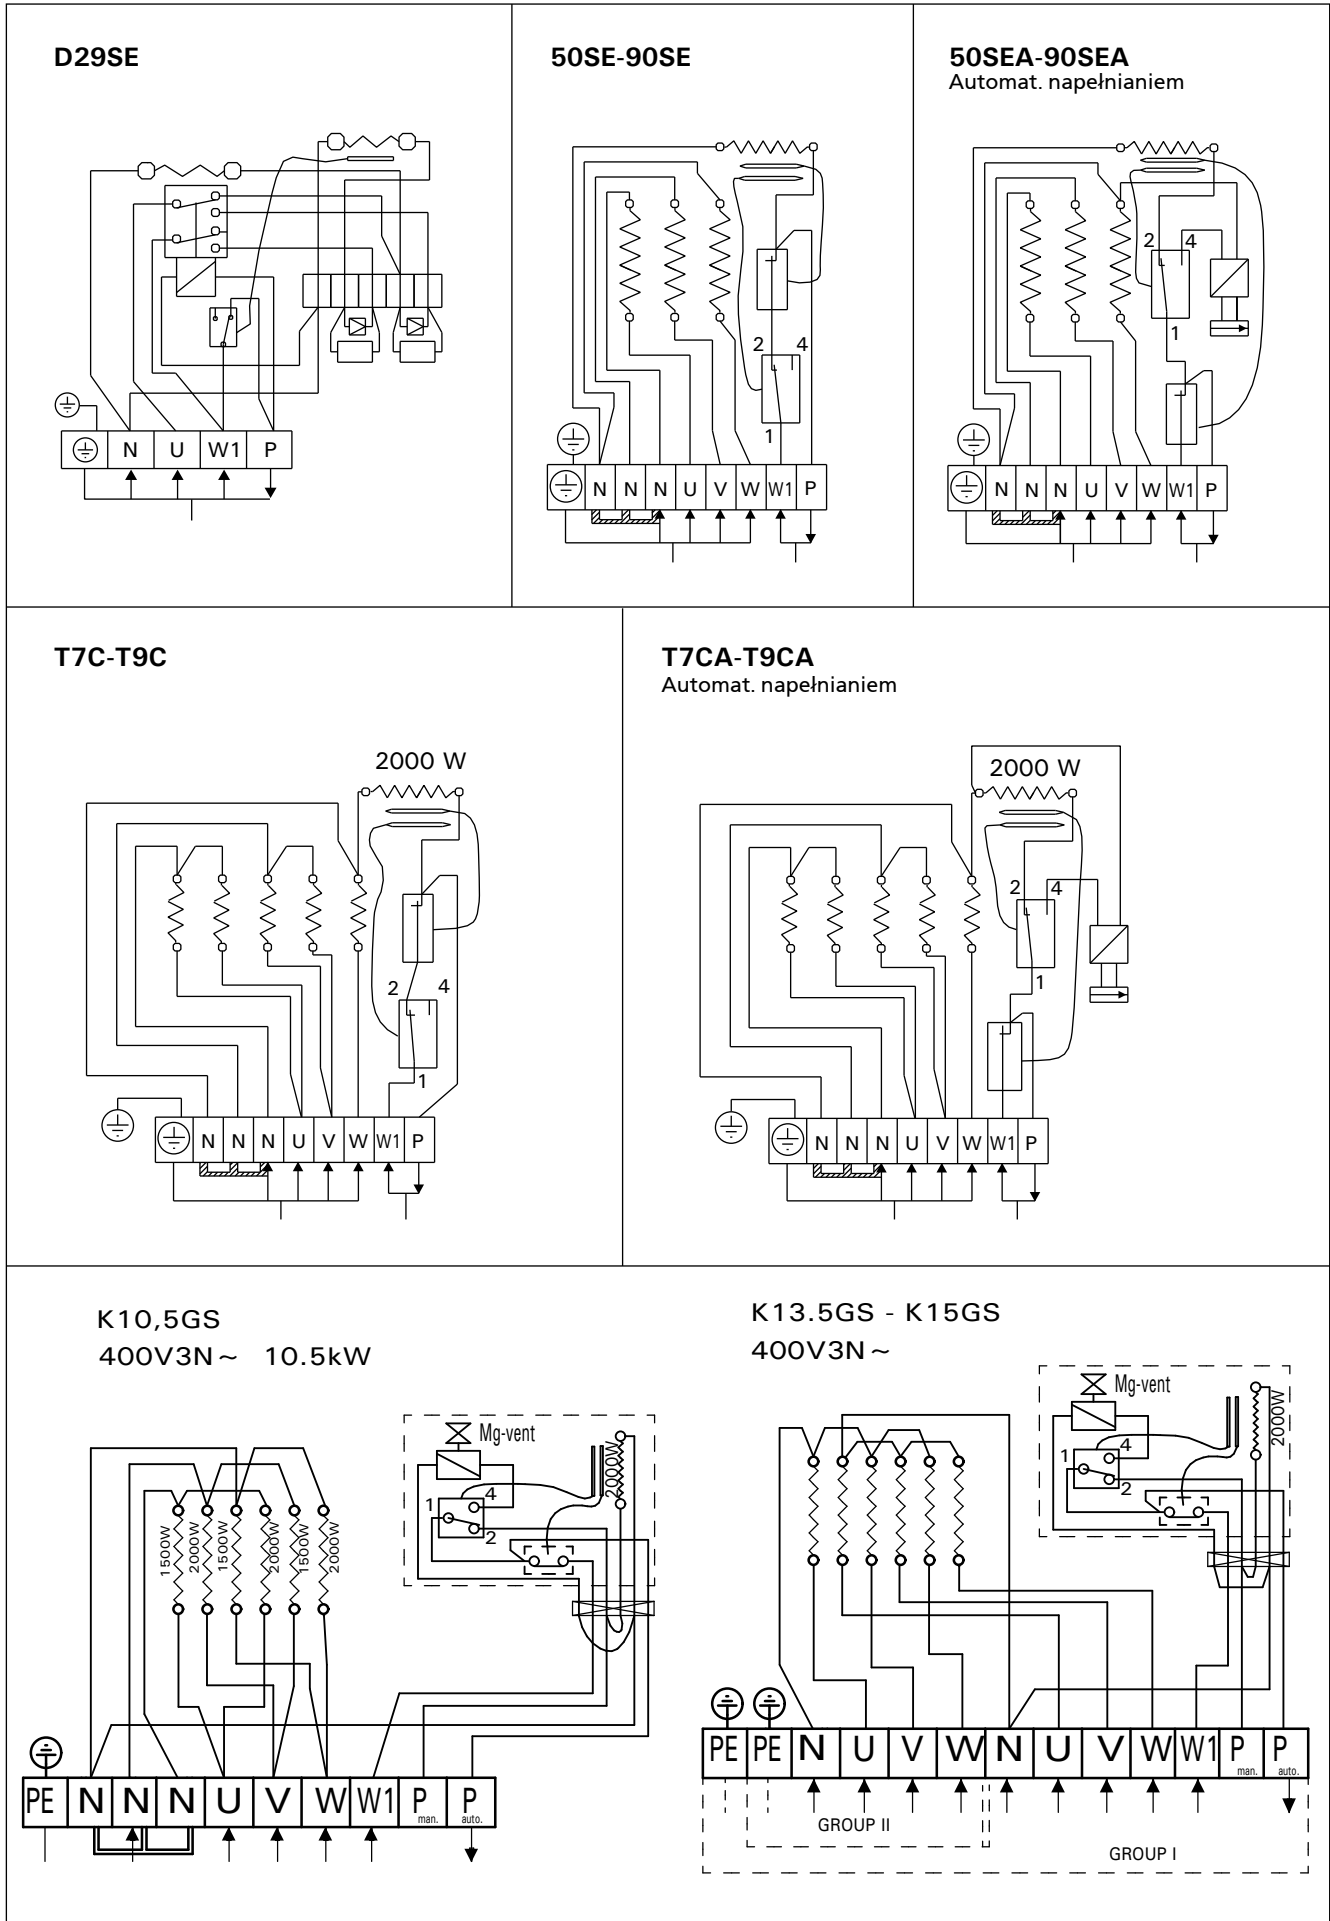 D29SE
N U W1 P
50SE-90SE
2 4
1
N N N U V W W1 P
50SEA-90SEA
Automat. napełnianiem
2 4
1
N N N U V W W1 P
T7C-T9C
2000 W
2 4
1
N N N U V W W1 P
T7CA-T9CA
Automat. napełnianiem
2000 W
2 4
1
N N N U V W W1 P
K10,5GS
400V3N~ 10.5kW
Mg-vent
2000W
1 4
2
1500W 2000W 1500W 2000W 1500W 2000W
PE N N N U V W W1 P P
man. auto.
K13.5GS - K15GS
400V3N~
Mg-vent
2000W
1 4
2
PE PE N U V W N U V W W1 P P
man. auto.
GROUP II
GROUP I